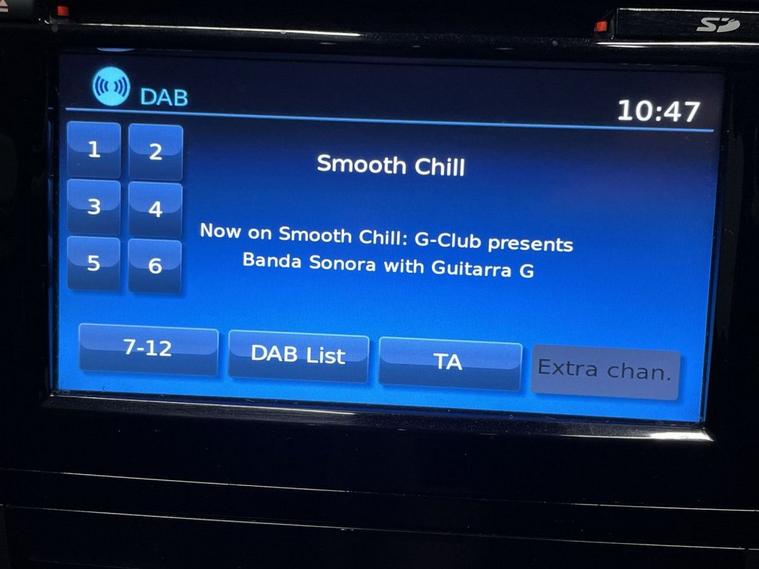 SD
DAB
10:47
1 2
Smooth Chill
3 4
Now on Smooth Chill: G-Club presents
Banda Sonora with Guitarra G
5 6
7-12
DAB List
TA
Extra chan.